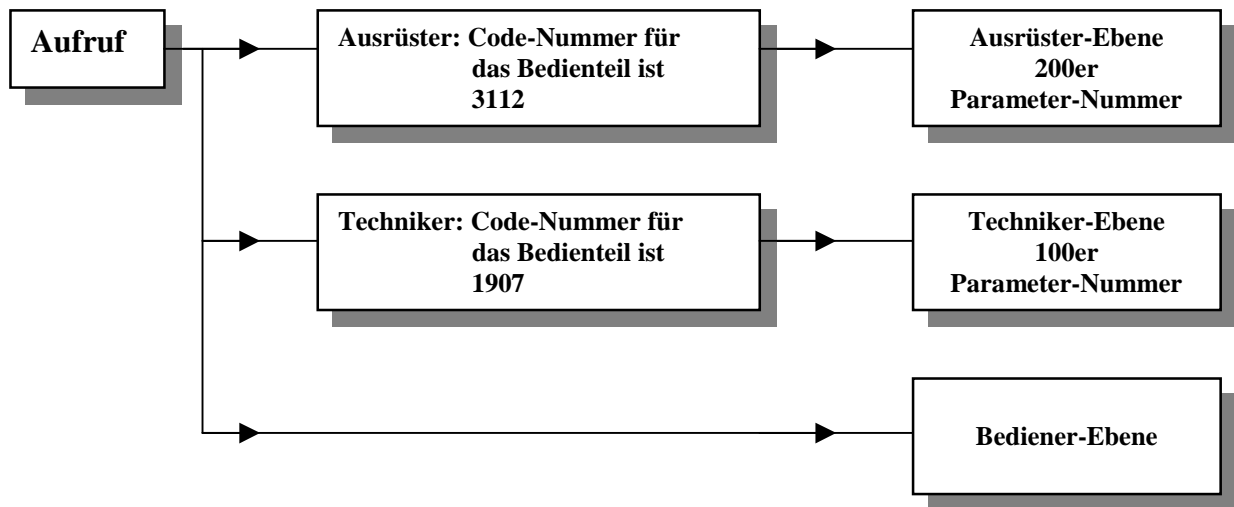 Aufruf
Ausrüster: Code-Nummer für
das Bedienteil ist
3112
Ausrüster-Ebene
200er
Parameter-Nummer
Techniker: Code-Nummer für
das Bedienteil ist
1907
Techniker-Ebene
100er
Parameter-Nummer
Bediener-Ebene